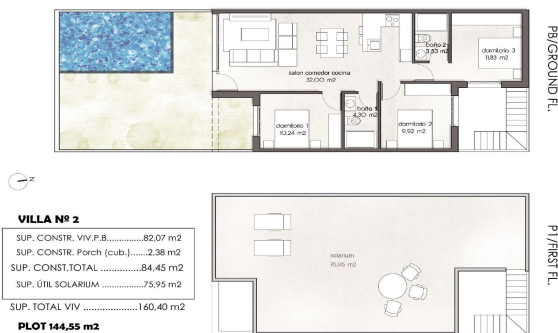 PB/GROUND FL.
baño 2
3,53 m2
dormitorio 3
11,83 m2
salon comedor cocina
32,00 m2
baño 1
4,30 m2
dormitorio 1
10,24 m2
dormitorio 2
9,92 m2
N
P1/FIRST FL.
solarium
75,95 m2
VILLA Nº 2
SUP. CONSTR. VIV.P.B...............82,07 m2
SUP. CONSTR. Porch (cub.).......2,38 m2
SUP. CONST.TOTAL ...............84,45 m2
SUP. ÚTIL SOLARIUM ...............75,95 m2
SUP. TOTAL VIV ....................160,40 m2
PLOT 144,55 m2